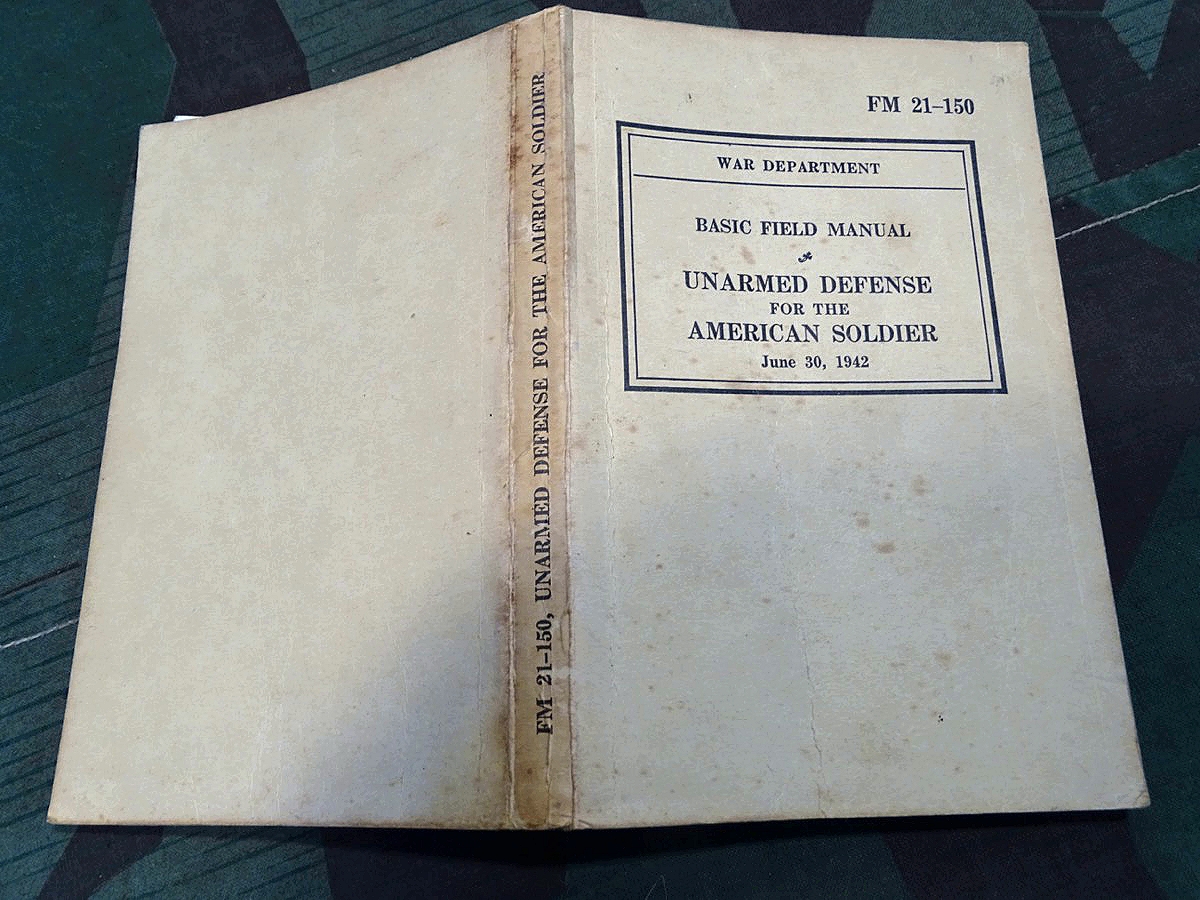 FM 21–150, UNARMED DEFENSE FOR THE AMERICAN SOLDIER
FM 21–150
WAR DEPARTMENT
BASIC FIELD MANUAL
UNARMED DEFENSE
FOR THE
AMERICAN SOLDIER
June 30, 1942